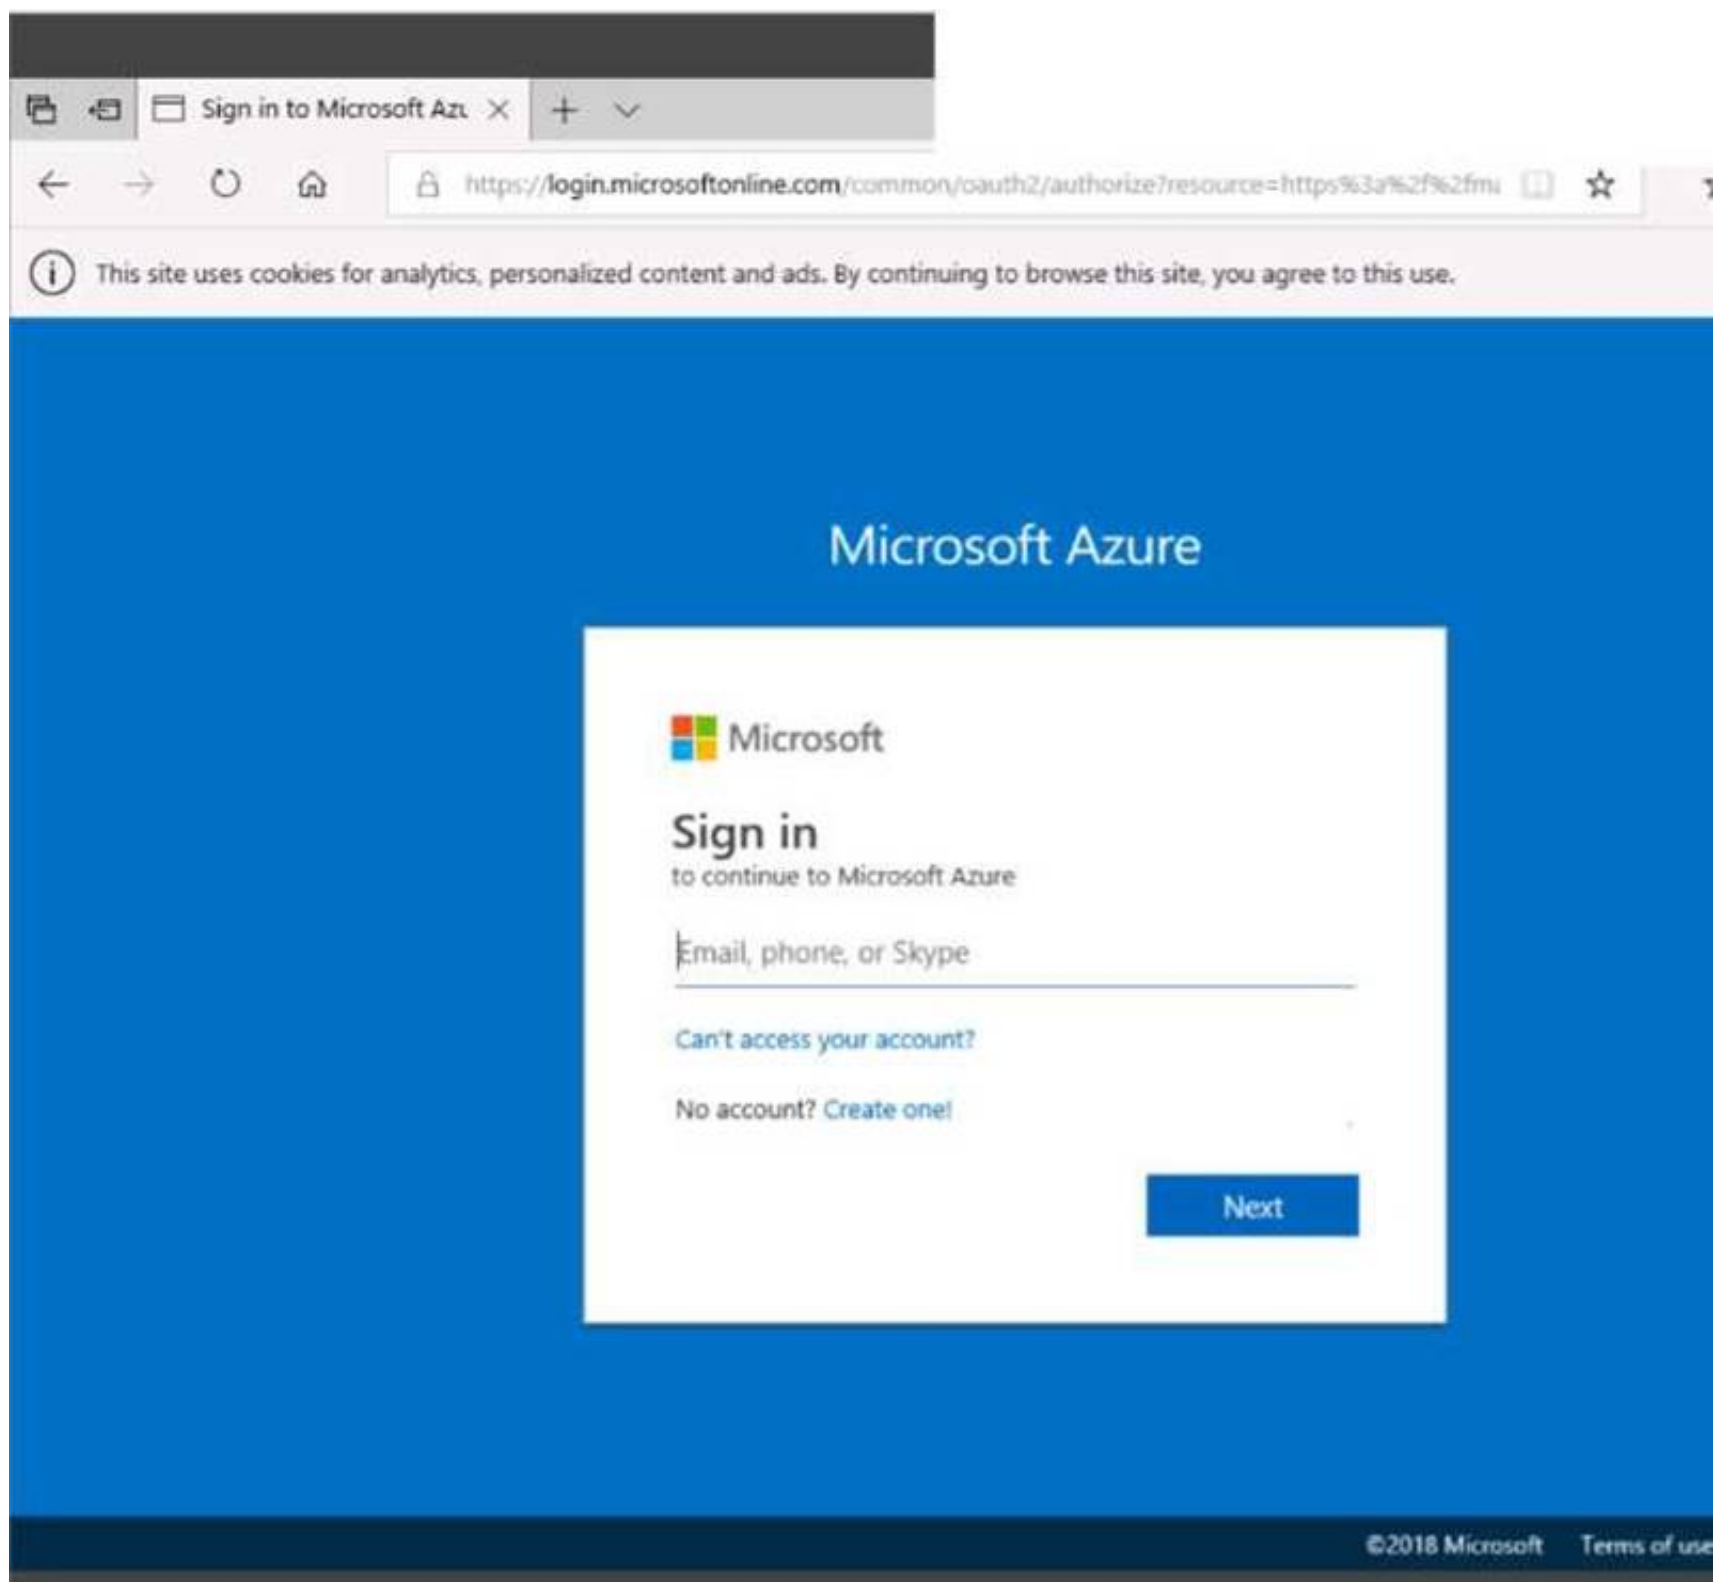 Sign in to Microsoft Azu
https://login.microsoftonline.com/common/oauth2/authorize?resource=https%3a%2f%2fma
This site uses cookies for analytics, personalized content and ads. By continuing to browse this site, you agree to this use.
Microsoft Azure
Microsoft
Sign in
to continue to Microsoft Azure
Email, phone, or Skype
Can't access your account?
No account? Create one!
Next
©2018 Microsoft Terms of use